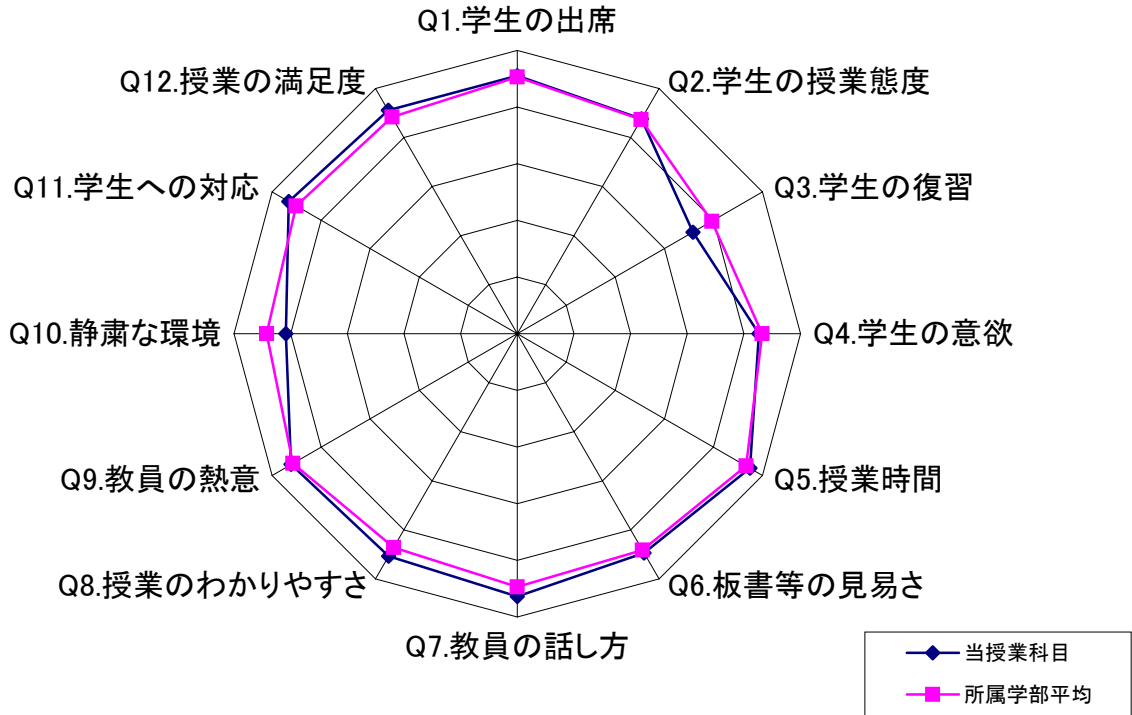 Q1.学生の出席
Q2.学生の授業態度
Q3.学生の復習
Q4.学生の意欲
Q5.授業時間
Q6.板書等の見易さ
Q7.教員の話し方
Q8.授業のわかりやすさ
Q9.教員の熱意
Q10.静粛な環境
Q11.学生への対応
Q12.授業の満足度
当授業科目
所属学部平均